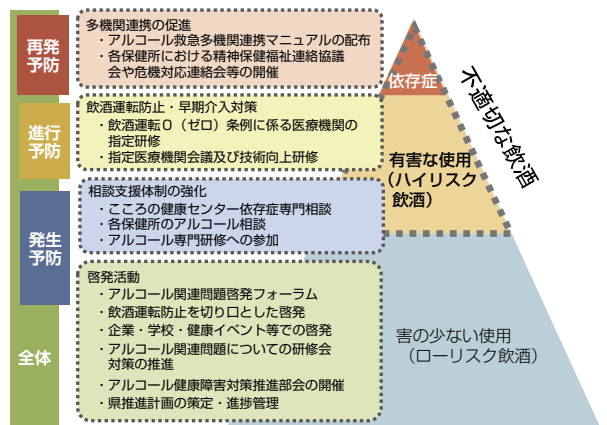 再発
予防
多機関連携の促進
・アルコール救急多機関連携マニュアルの配布
・各保健所における精神保健福祉連絡協議
会や危機対応連絡会等の開催
依存症
不適切な飲酒
進行
予防
飲酒運転防止・早期介入対策
・飲酒運転0（ゼロ）条例に係る医療機関の
指定研修
・指定医療機関会議及び技術向上研修
有害な使用
（ハイリスク
飲酒）
発生
予防
相談支援体制の強化
・こころの健康センター依存症専門相談
・各保健所のアルコール相談
・アルコール専門研修への参加
全体
啓発活動
・アルコール関連問題啓発フォーラム
・飲酒運転防止を切り口とした啓発
・企業・学校・健康イベント等での啓発
・アルコール関連問題についての研修会
対策の推進
・アルコール健康障害対策推進部会の開催
・県推進計画の策定・進捗管理
害の少ない使用
（ローリスク飲酒）